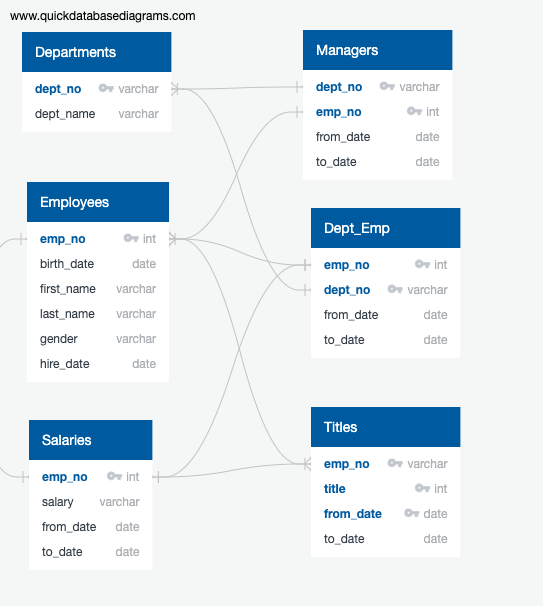 www.quickdatabasediagrams.com
Departments
dept_no varchar
dept_name varchar
Managers
dept_no varchar
emp_no int
from_date date
to_date date
Employees
emp_no int
birth_date date
first_name varchar
last_name varchar
gender varchar
hire_date date
Dept_Emp
emp_no int
dept_no varchar
from_date date
to_date date
Salaries
emp_no int
salary varchar
from_date date
to_date date
Titles
emp_no varchar
title int
from_date date
to_date date